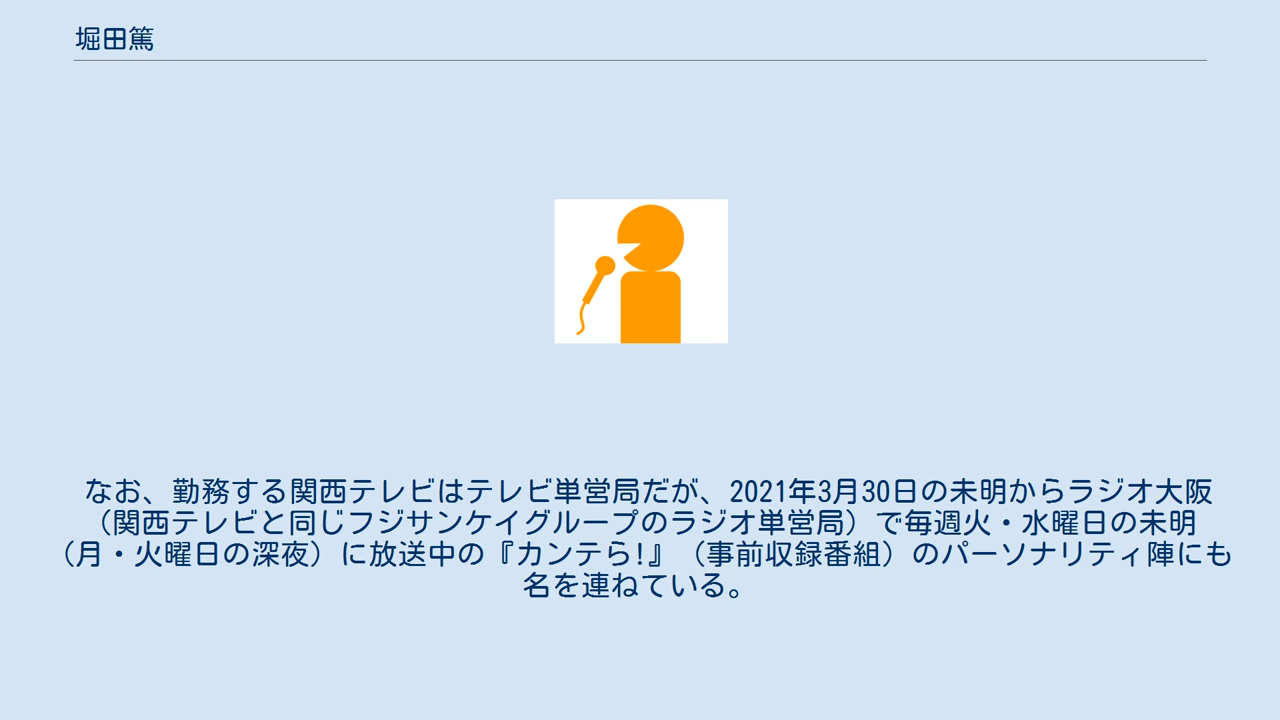 堀田篤
なお、勤務する関西テレビはテレビ単営局だが、2021年3月30日の未明からラジオ大阪
（関西テレビと同じフジサンケイグループのラジオ単営局）で毎週火・水曜日の未明
（月・火曜日の深夜）に放送中の『カンテら!』（事前収録番組）のパーソナリティ陣にも
名を連ねている。